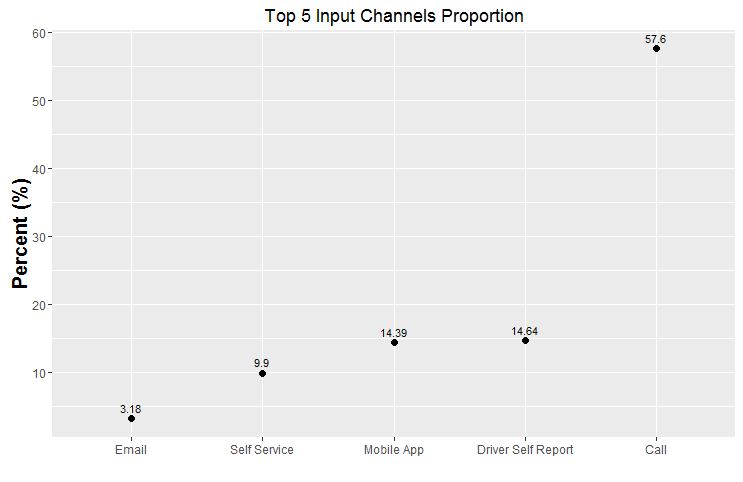 Top 5 Input Channels Proportion
Percent (%)
60
50
40
30
20
10
57.6
14.64
14.39
9.9
3.18
Email
Self Service
Mobile App
Driver Self Report
Call